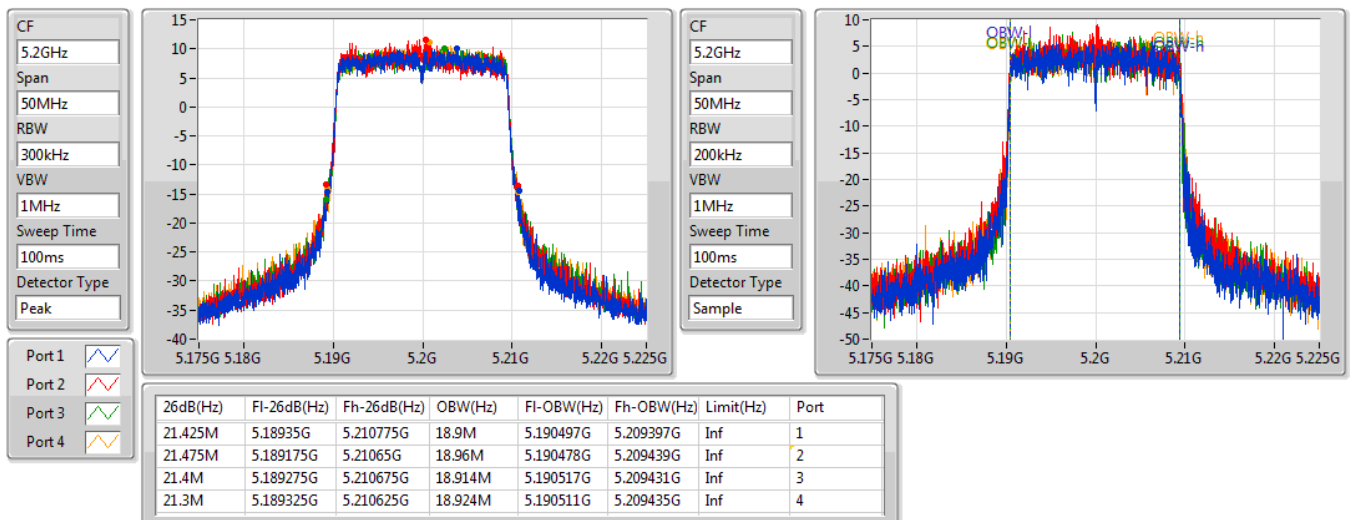 CF
5.2GHz
Span
50MHz
RBW
300kHz
VBW
1MHz
Sweep Time
100ms
Detector Type
Peak
15
10
5
0
-5
-10
-15
-20
-25
-30
-35
-40
5.175G 5.18G 5.19G 5.2G 5.21G 5.22G 5.225G
CF
5.2GHz
Span
50MHz
RBW
200kHz
VBW
1MHz
Sweep Time
100ms
Detector Type
Sample
10
5
0
-5
-10
-15
-20
-25
-30
-35
-40
-45
-50
OBW-l
5.175G 5.18G 5.19G 5.2G 5.21G 5.22G 5.225G
Port 1
Port 2
Port 3
Port 4
26dB(Hz) Fl-26dB(Hz) Fh-26dB(Hz) OBW(Hz) Fl-OBW(Hz) Fh-OBW(Hz) Limit(Hz) Port
21.425M 5.18935G 5.210775G 18.9M 5.190497G 5.209397G Inf 1
21.475M 5.189175G 5.21065G 18.96M 5.190478G 5.209439G Inf 2
21.4M 5.189275G 5.210675G 18.914M 5.190517G 5.209431G Inf 3
21.3M 5.189325G 5.210625G 18.924M 5.190511G 5.209435G Inf 4